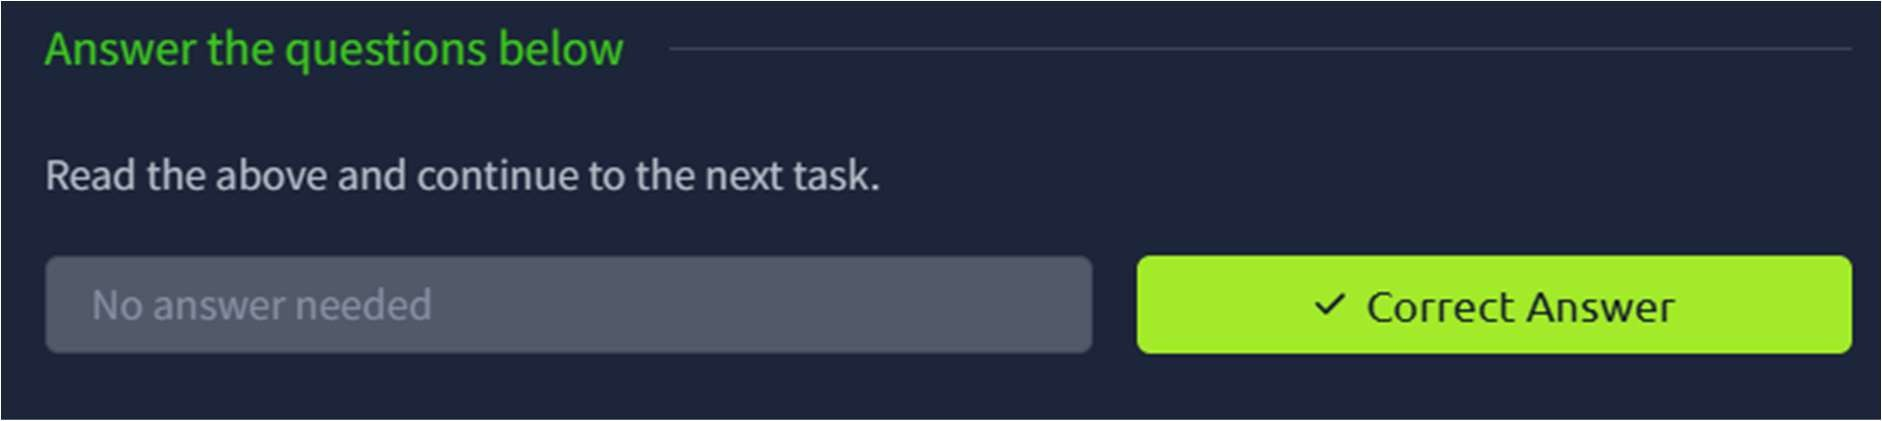 Answer the questions below
Read the above and continue to the next task.
No answer needed
✓ Correct Answer